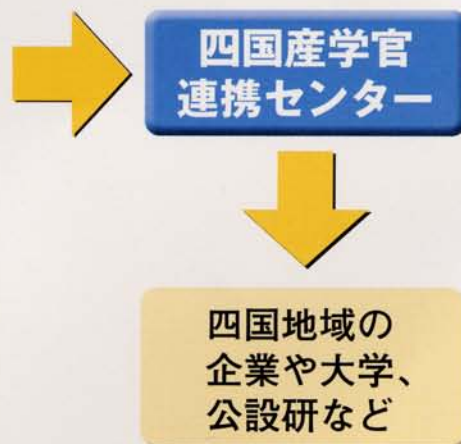 四国産学官
連携センター
四国地域の
企業や大学、
公設研など